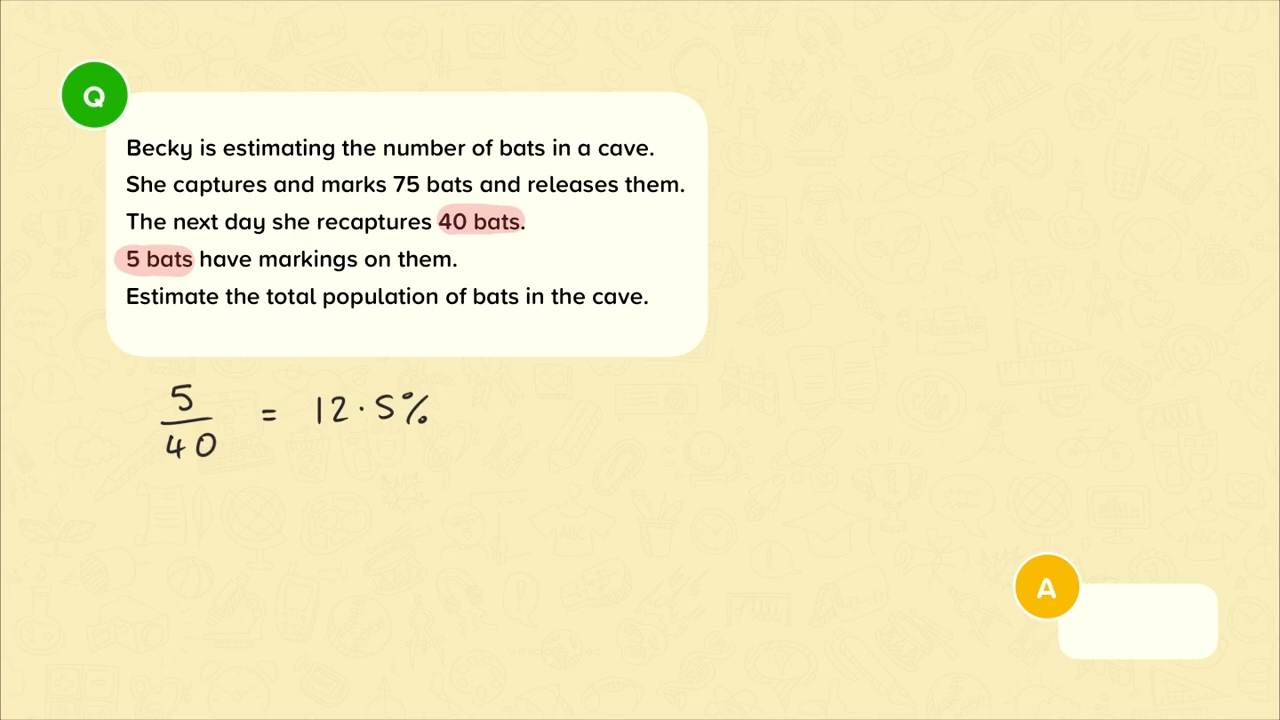 Q
Becky is estimating the number of bats in a cave.
She captures and marks 75 bats and releases them.
The next day she recaptures 40 bats.
5 bats have markings on them.
Estimate the total population of bats in the cave.
5
40
= 12.5%
A